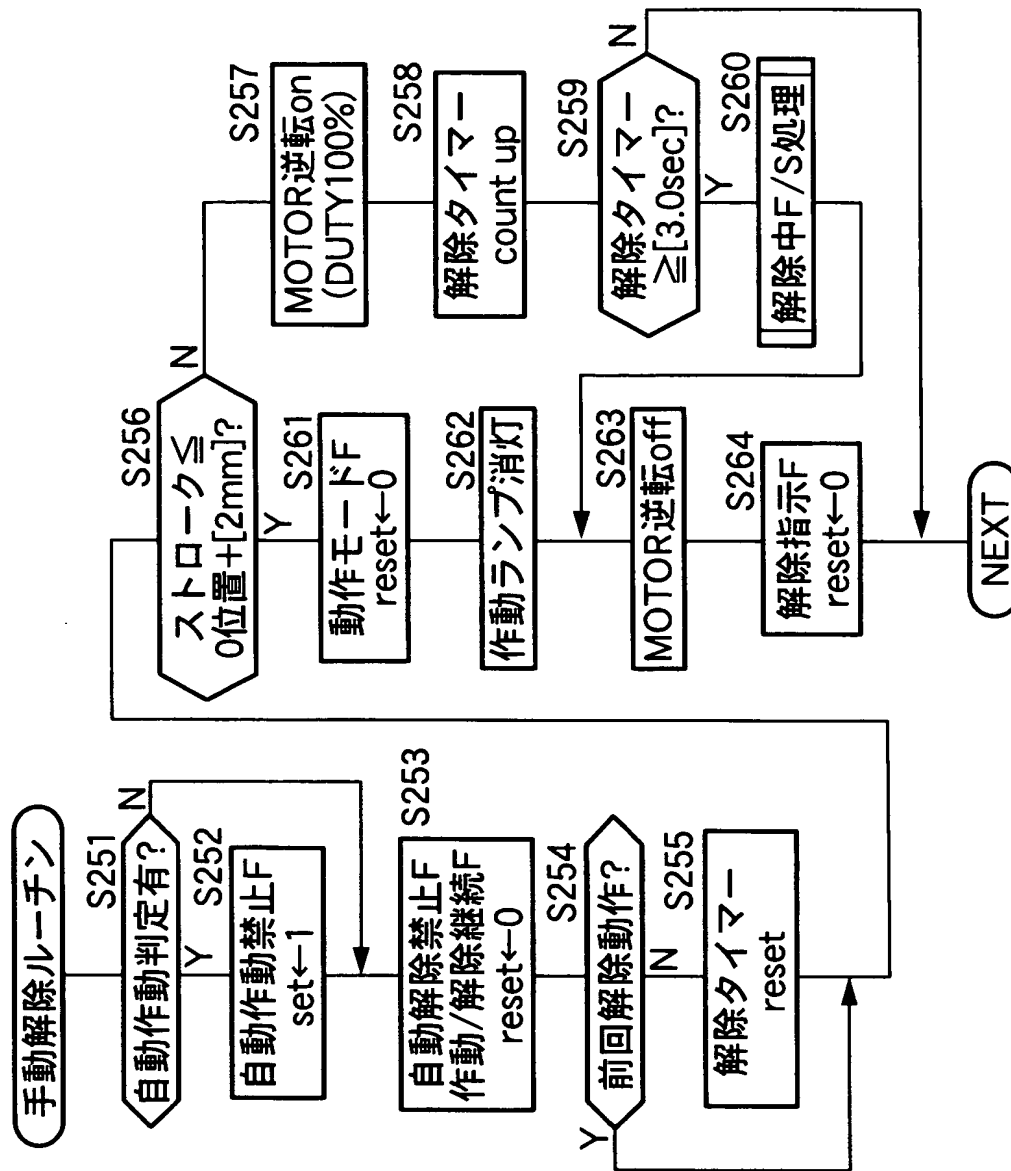 手動解除ルーチン
S251
自動作動判定有?
N
Y
S252
自動作動禁止F
set←1
S253
自動解除禁止F
作動/解除継続F
reset←0
S254
前回解除動作?
Y
N
S255
解除タイマー
reset
S256
ストローク≦
0位置+[2mm]?
N
Y
S257
MOTOR逆転on
(DUTY100%)
S258
解除タイマー
count up
S259
解除タイマー
≧[3.0sec]?
N
Y
S260
解除中F/S処理
S261
動作モードF
reset←0
S262
作動ランプ消灯
S263
MOTOR逆転off
S264
解除指示F
reset←0
NEXT